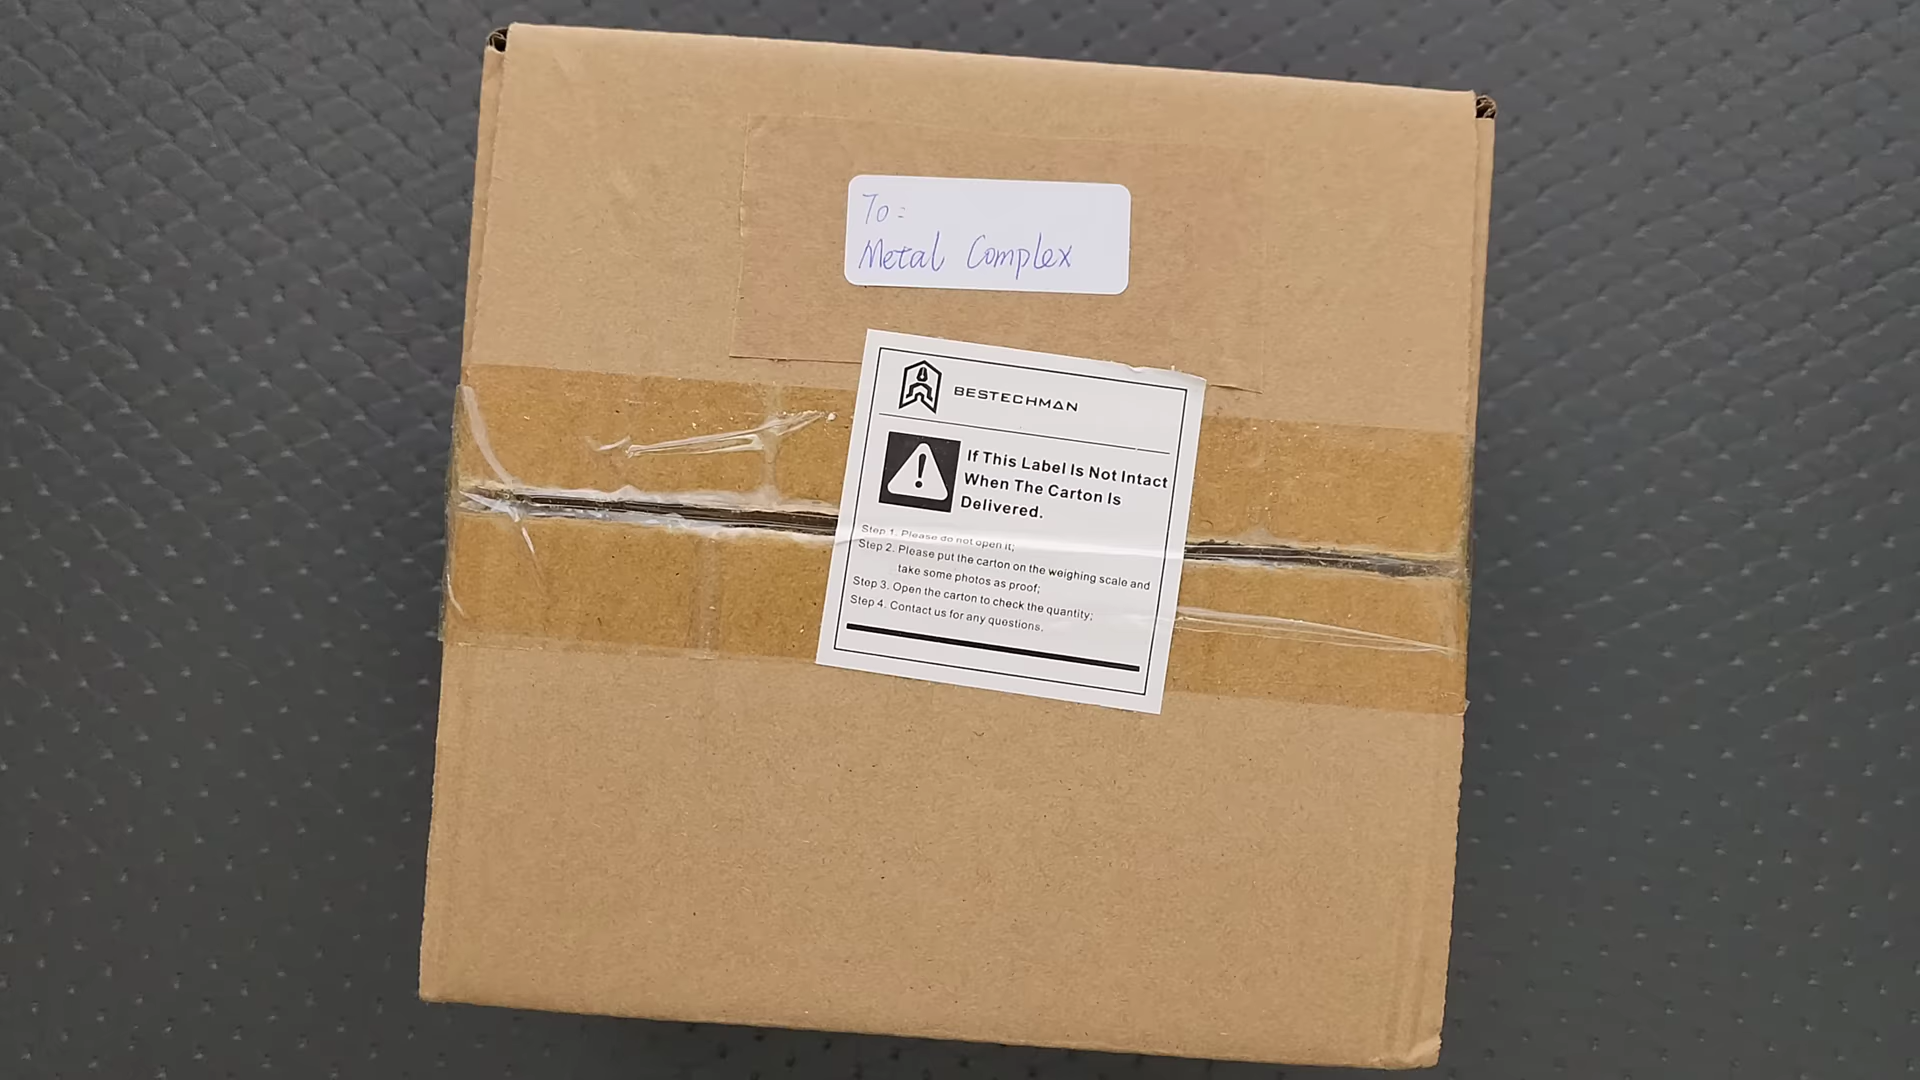 To:
Metal Complex
BESTECHMAN
If This Label Is Not Intact
When The Carton Is
Delivered.
Step 1. Please do not open it;
Step 2. Please put the carton on the weighing scale and
take some photos as proof;
Step 3. Open the carton to check the quantity;
Step 4. Contact us for any questions.